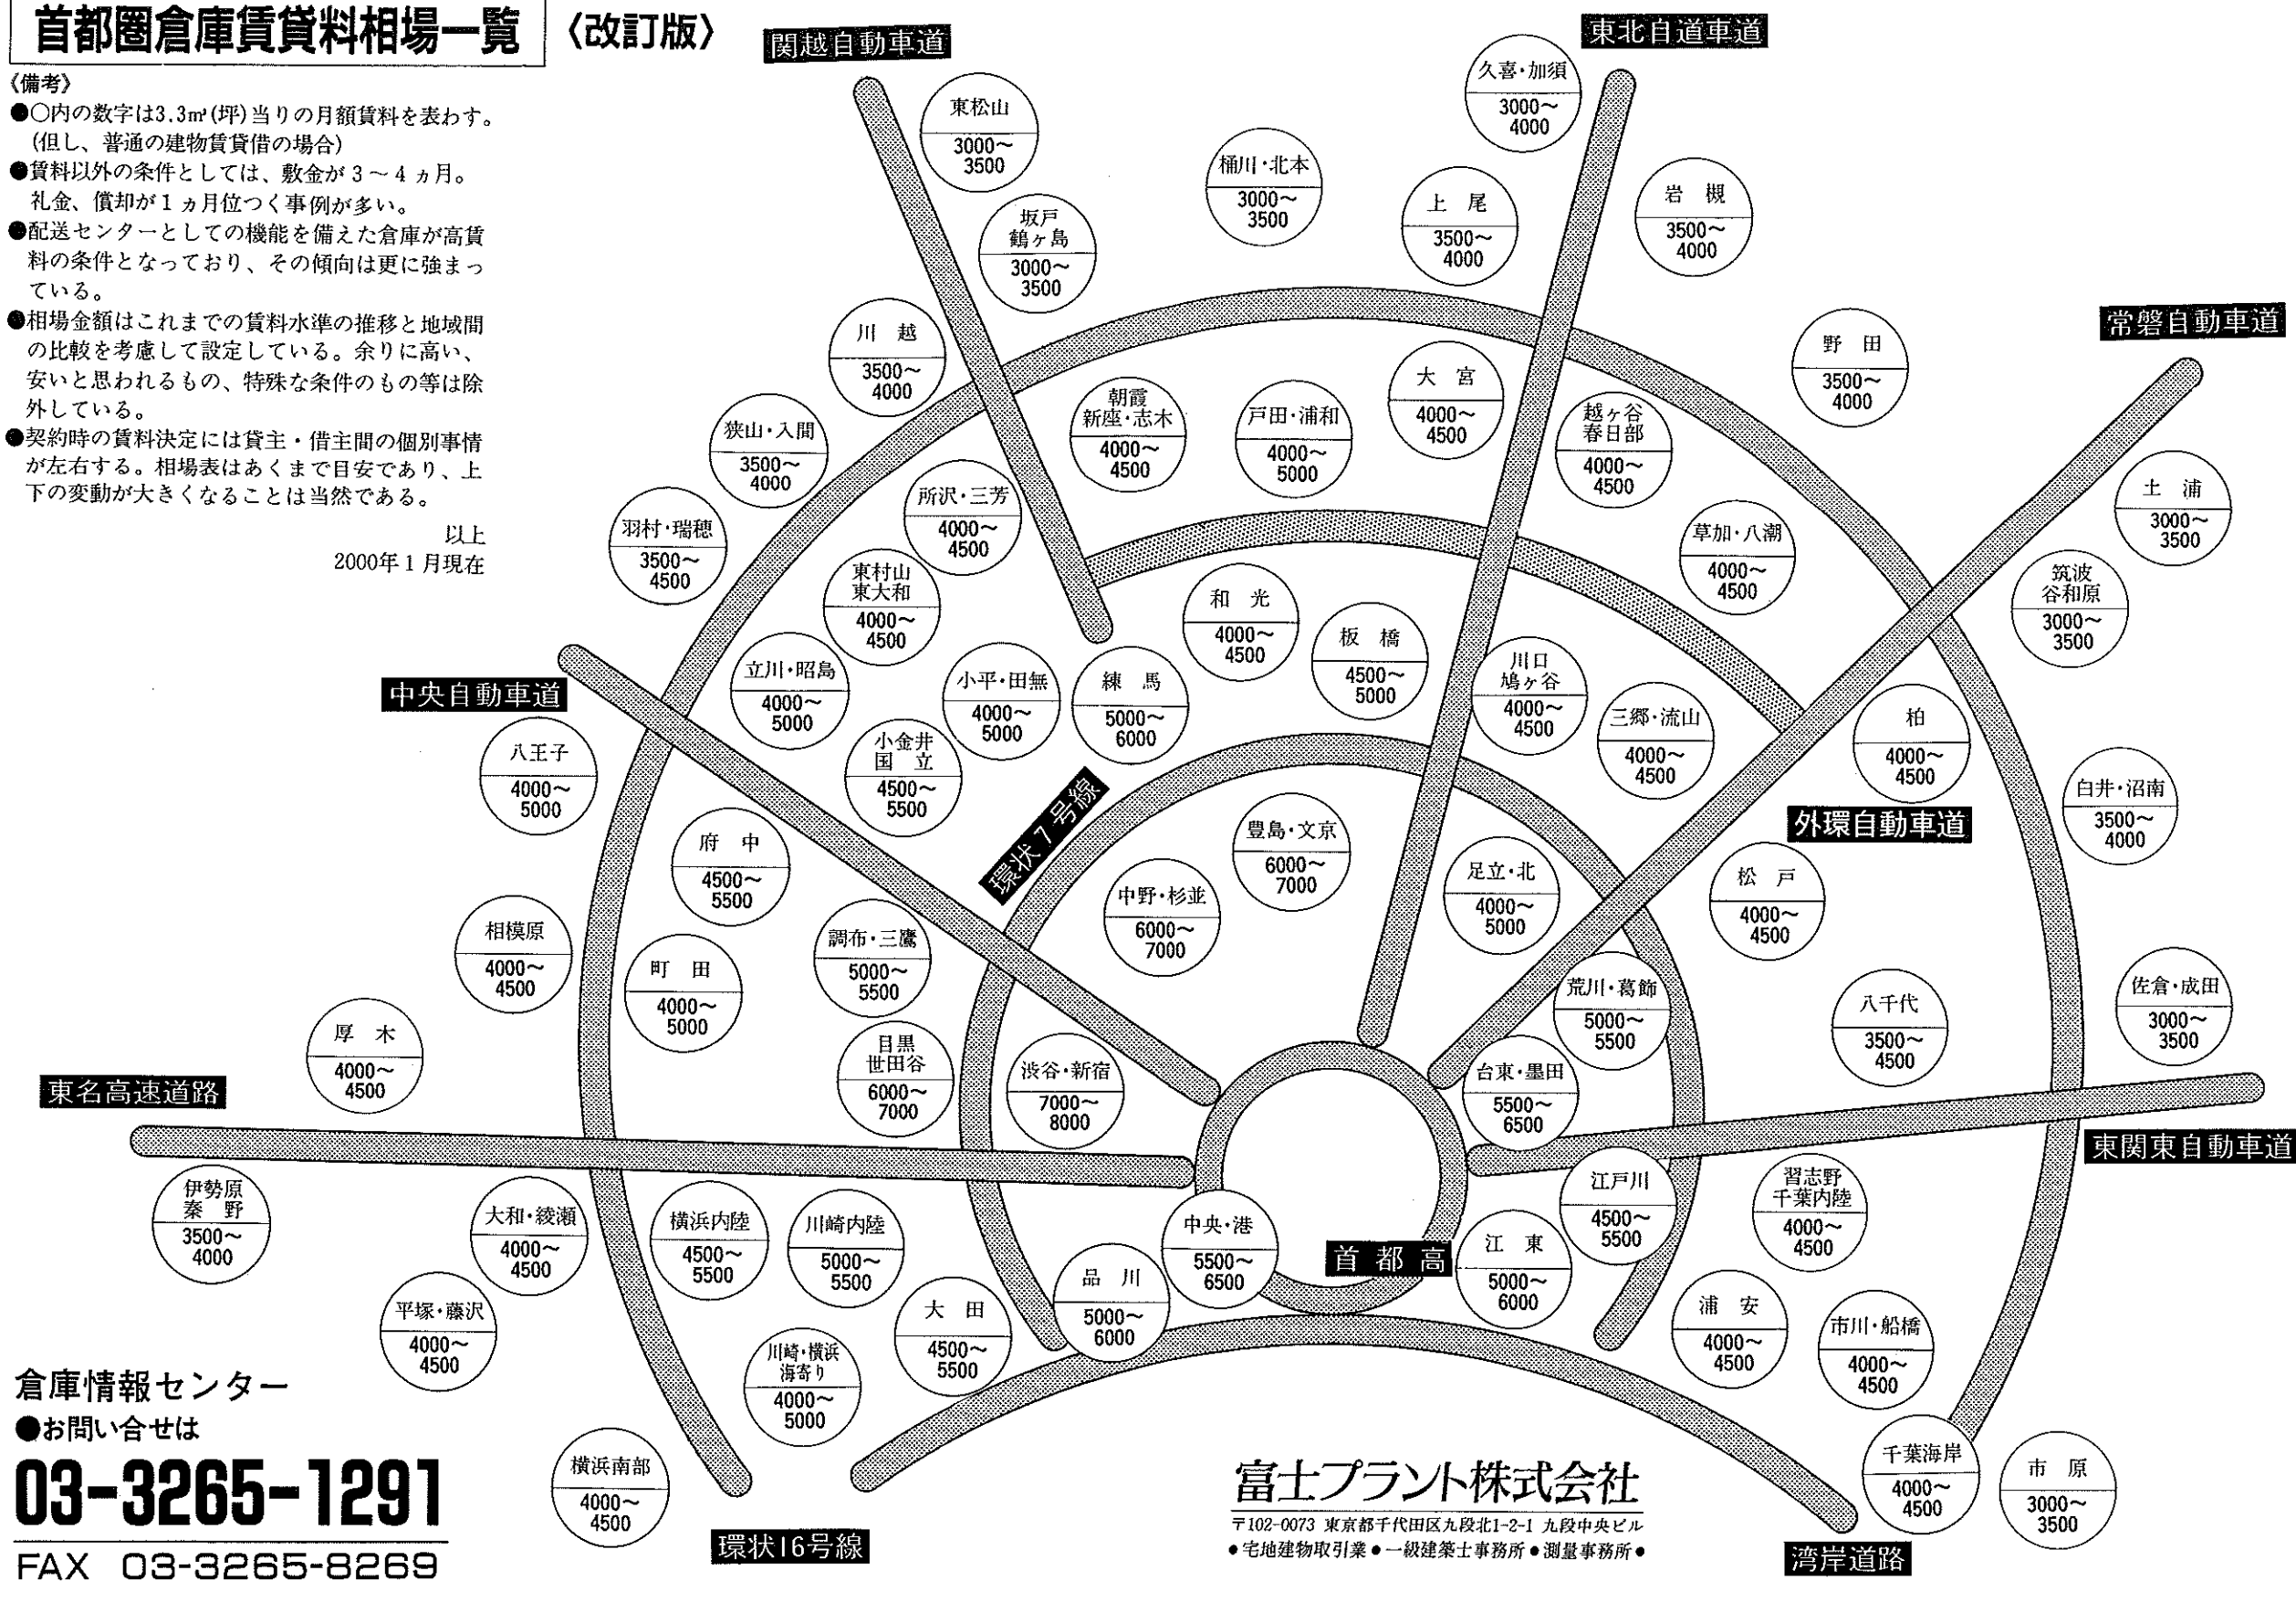 首都圏倉庫賃貸料相場一覧
〈改訂版〉
《備考》
●○内の数字は3.3㎡(坪)当りの月額賃料を表わす。
(但し、普通の建物賃貸借の場合)
●賃料以外の条件としては、敷金が3～4ヵ月。
礼金、償却が1ヵ月位つく事例が多い。
●配送センターとしての機能を備えた倉庫が高賃
料の条件となっており、その傾向は更に強まっ
ている。
●相場金額はこれまでの賃料水準の推移と地域間
の比較を考慮して設定している。余りに高い、
安いと思われるもの、特殊な条件のもの等は除
外している。
●契約時の賃料決定には貸主・借主間の個別事情
が左右する。相場表はあくまで目安であり、上
下の変動が大きくなることは当然である。
以上
2000年1月現在
関越自動車道
東北自道車道
常磐自動車道
中央自動車道
東名高速道路
環状7号線
外環自動車道
東関東自動車道
首都高
環状16号線
湾岸道路
東松山
3000～
3500
坂戸
鶴ヶ島
3000～
3500
桶川・北本
3000～
3500
久喜・加須
3000～
4000
上尾
3500～
4000
岩槻
3500～
4000
野田
3500～
4000
土浦
3000～
3500
筑波
谷和原
3000～
3500
川越
3500～
4000
狭山・入間
3500～
4000
羽村・瑞穂
3500～
4500
所沢・三芳
4000～
4500
朝霞
新座・志木
4000～
4500
戸田・浦和
4000～
5000
大宮
4000～
4500
越ヶ谷
春日部
4000～
4500
草加・八潮
4000～
4500
東村山
東大和
4000～
4500
立川・昭島
4000～
5000
小平・田無
4000～
5000
練馬
5000～
6000
和光
4000～
4500
板橋
4500～
5000
川口
鳩ヶ谷
4000～
4500
三郷・流山
4000～
4500
柏
4000～
4500
白井・沼南
3500～
4000
八王子
4000～
5000
小金井
国立
4500～
5500
府中
4500～
5500
豊島・文京
6000～
7000
中野・杉並
6000～
7000
足立・北
4000～
5000
松戸
4000～
4500
相模原
4000～
4500
町田
4000～
5000
調布・三鷹
5000～
5500
荒川・葛飾
5000～
5500
八千代
3500～
4500
佐倉・成田
3000～
3500
厚木
4000～
4500
目黒
世田谷
6000～
7000
渋谷・新宿
7000～
8000
台東・墨田
5500～
6500
伊勢原
秦野
3500～
4000
大和・綾瀬
4000～
4500
横浜内陸
4500～
5500
川崎内陸
5000～
5500
中央・港
5500～
6500
江東
5000～
6000
江戸川
4500～
5500
習志野
千葉内陸
4000～
4500
平塚・藤沢
4000～
4500
川崎・横浜
海寄り
4000～
5000
大田
4500～
5500
品川
5000～
6000
浦安
4000～
4500
市川・船橋
4000～
4500
横浜南部
4000～
4500
千葉海岸
4000～
4500
市原
3000～
3500
倉庫情報センター
●お問い合せは
03-3265-1291
FAX 03-3265-8269
富士プラント株式会社
〒102-0073 東京都千代田区九段北1-2-1 九段中央ビル
●宅地建物取引業●一級建築士事務所●測量事務所●